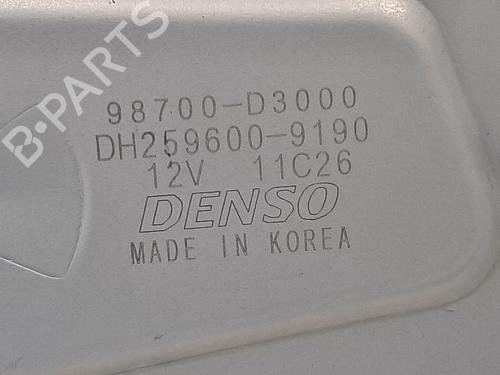 B-PARTS
98700-D3000
DH259600-9190
12V 11C26
DENSO
MADE IN KOREA